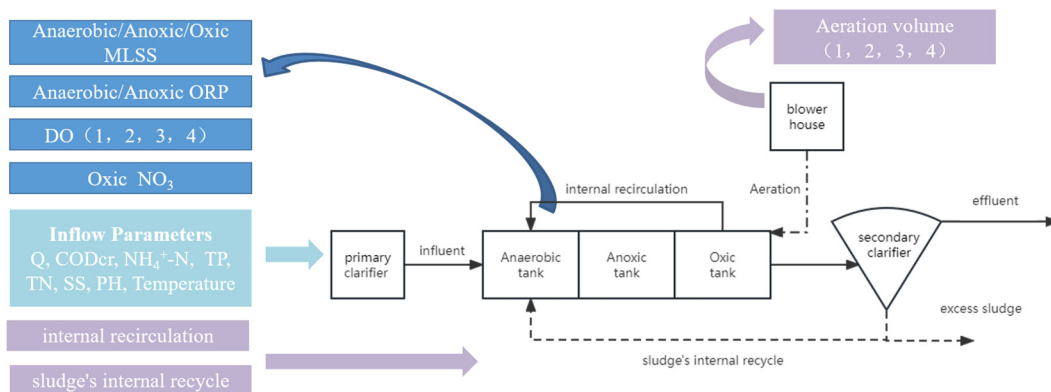 Anaerobic/Anoxic/Oxic
MLSS
Anaerobic/Anoxic ORP
DO（1，2，3，4）
Oxic NO₃
Inflow Parameters
Q, CODcr, NH₄⁺-N, TP,
TN, SS, PH, Temperature
internal recirculation
sludge's internal recycle
Aeration volume
（1，2，3，4）
blower
house
internal recirculation
Aeration
primary
clarifier
influent
Anaerobic
tank
Anoxic
tank
Oxic
tank
secondary
clarifier
effluent
excess sludge
sludge's internal recycle